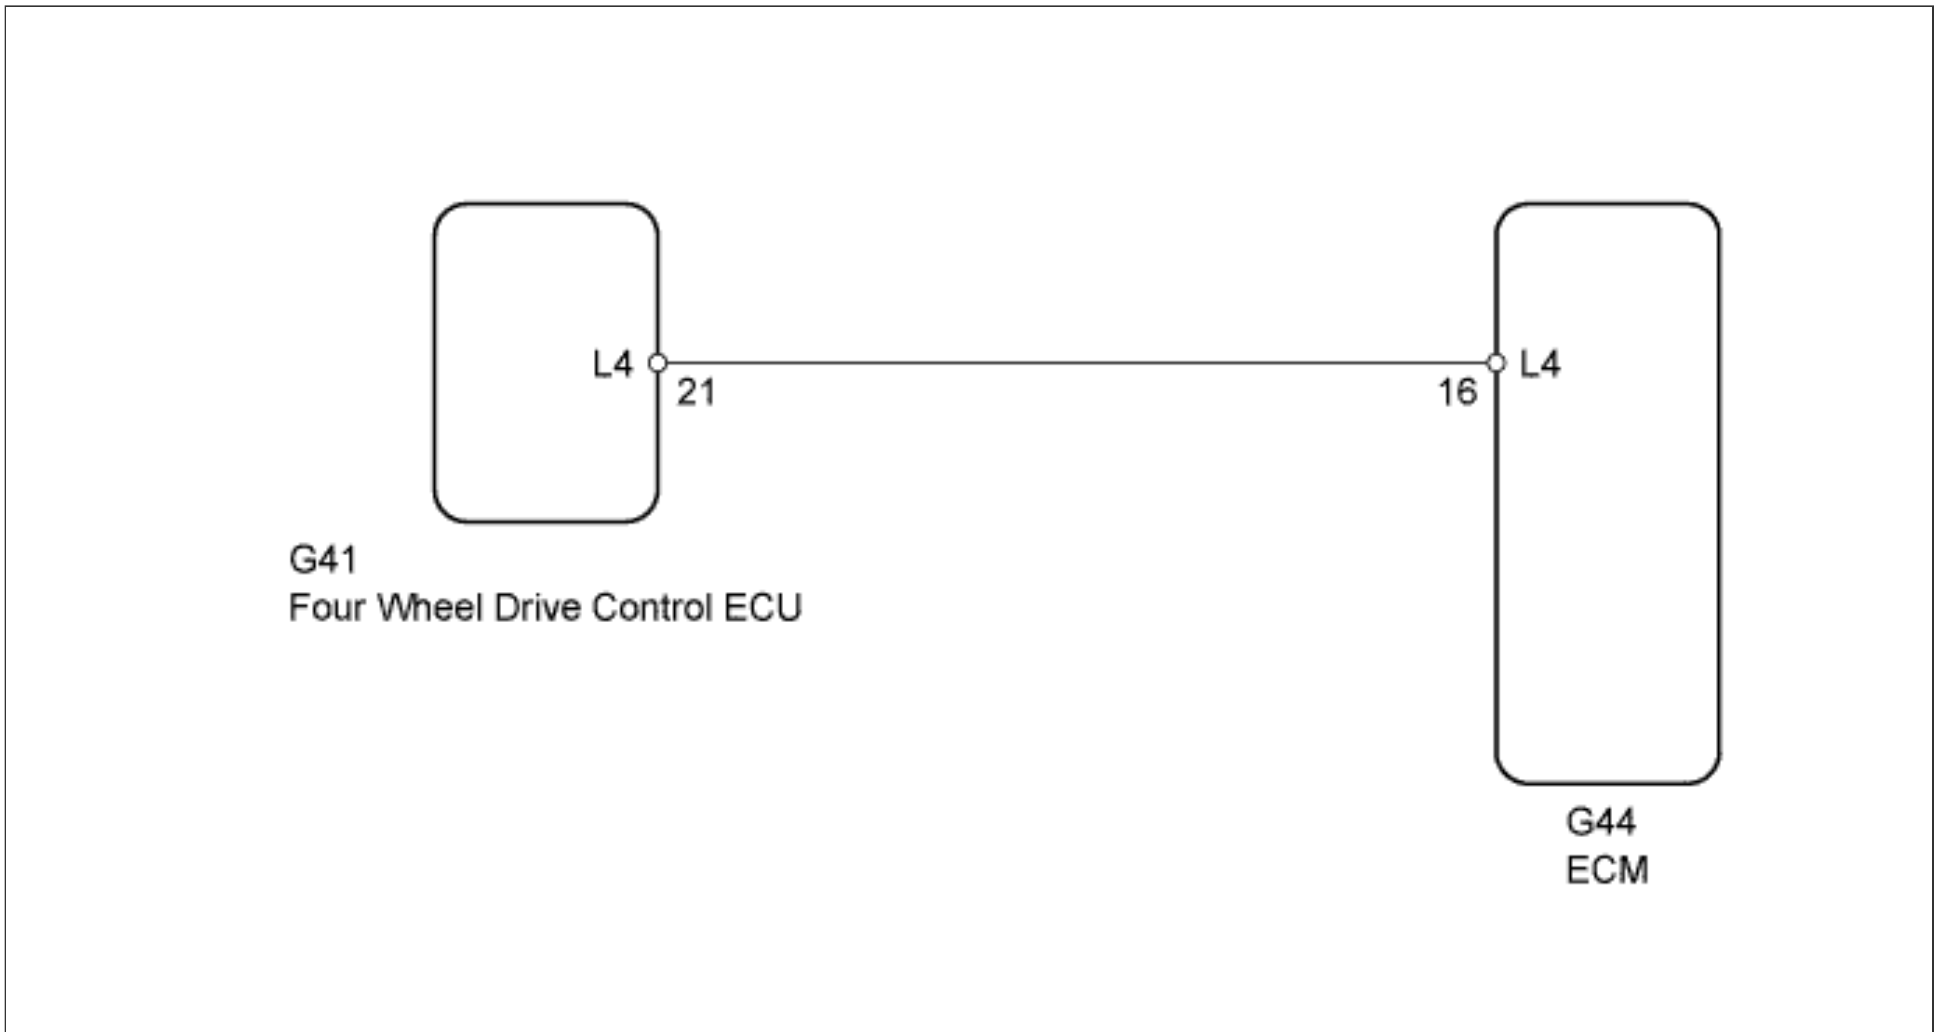 L4
21
16
L4
G41
Four Wheel Drive Control ECU
G44
ECM